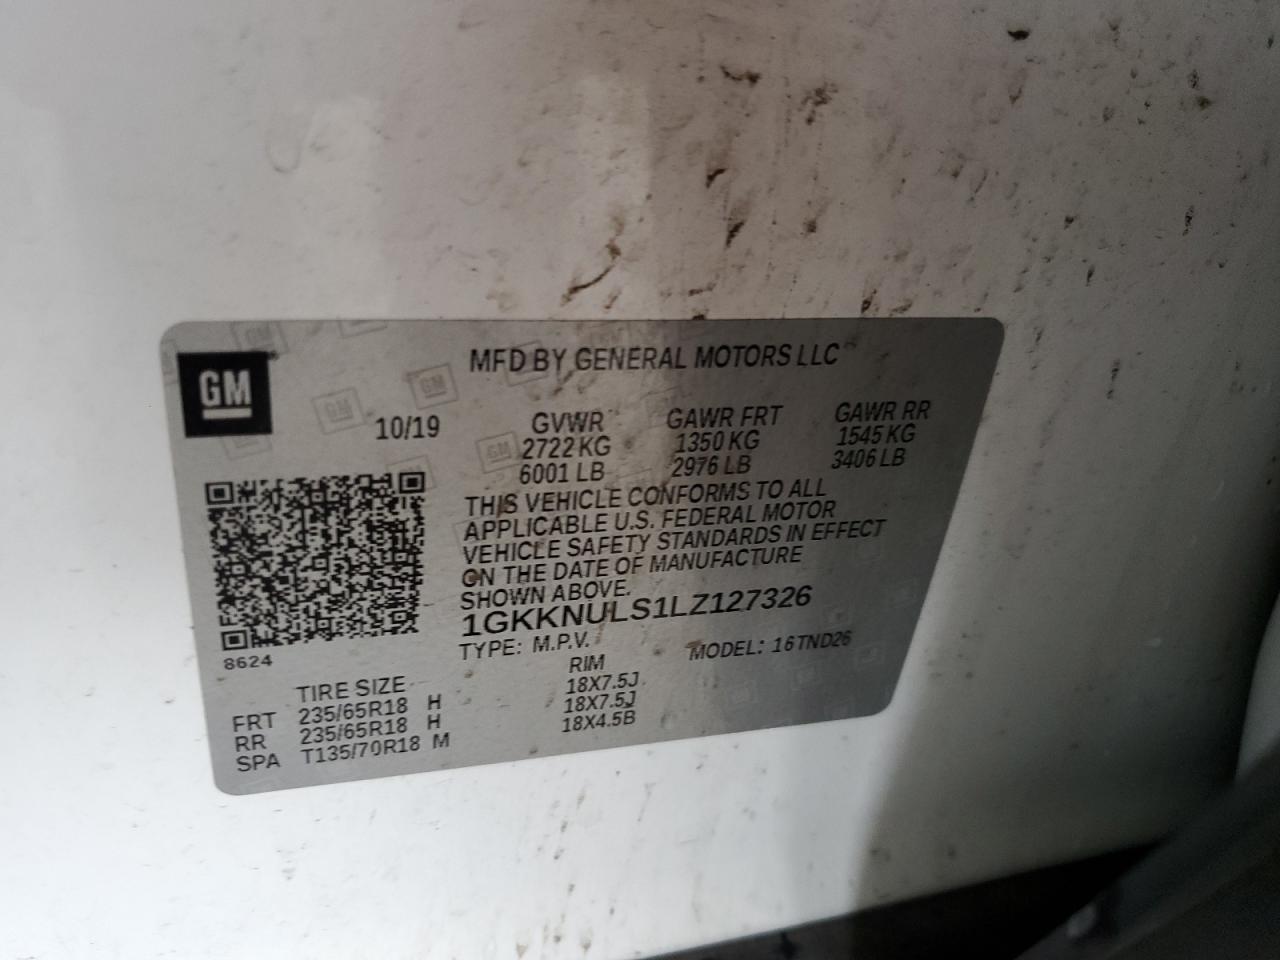 GM
MFD BY GENERAL MOTORS LLC
10/19
GVWR GAWR FRT GAWR RR
2722 KG 1350 KG 1545 KG
6001 LB 2976 LB 3406 LB
THIS VEHICLE CONFORMS TO ALL
APPLICABLE U.S. FEDERAL MOTOR
VEHICLE SAFETY STANDARDS IN EFFECT
ON THE DATE OF MANUFACTURE
SHOWN ABOVE.
1GKKNULS1LZ127326
TYPE: M.P.V. MODEL: 16TND26
8624
TIRE SIZE RIM
FRT 235/65R18 H 18X7.5J
RR 235/65R18 H 18X7.5J
SPA T135/70R18 M 18X4.5B